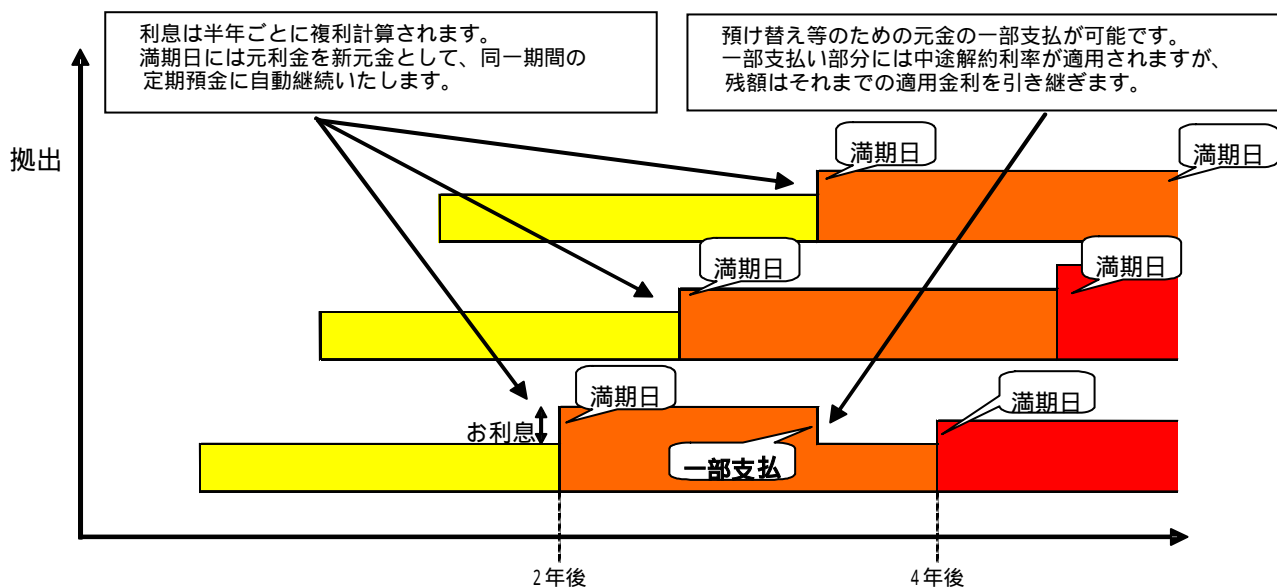 利息は半年ごとに複利計算されます。
満期日には元利金を新元金として、同一期間の
定期預金に自動継続いたします。
預け替え等のための元金の一部支払が可能です。
一部支払い部分には中途解約利率が適用されますが、
残額はそれまでの適用金利を引き継ぎます。
拠出
満期日
満期日
満期日
満期日
満期日
満期日
お利息
一部支払
2年後
4年後